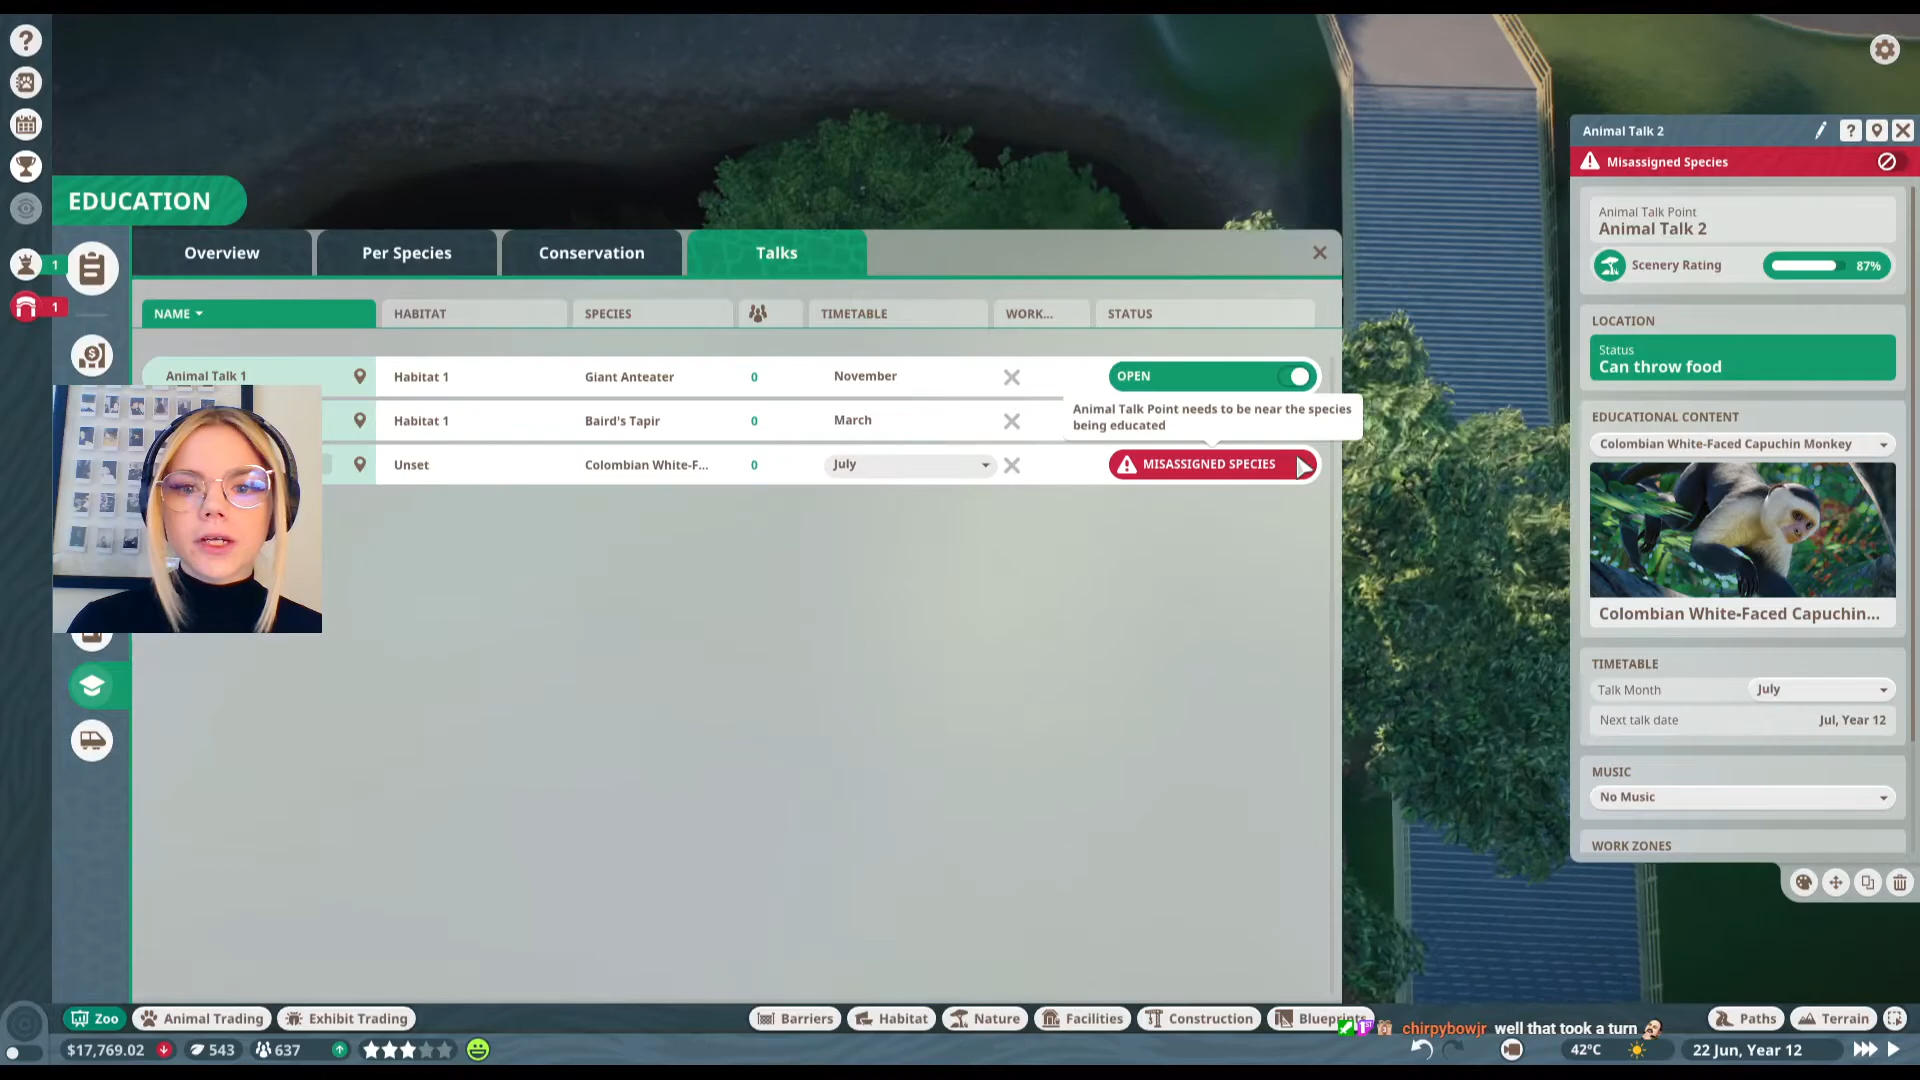 EDUCATION
Overview
Per Species
Conservation
Talks
NAME
HABITAT
SPECIES
TIMETABLE
WORK...
STATUS
Animal Talk 1
Habitat 1
Giant Anteater
0
November
OPEN
Habitat 1
Baird's Tapir
0
March
Animal Talk Point needs to be near the species
being educated
Unset
Colombian White-F...
0
July
MISASSIGNED SPECIES
1
1
Animal Talk 2
?
Misassigned Species
Animal Talk Point
Animal Talk 2
Scenery Rating
87%
LOCATION
Status
Can throw food
EDUCATIONAL CONTENT
Colombian White-Faced Capuchin Monkey
Colombian White-Faced Capuchin...
TIMETABLE
Talk Month
July
Next talk date
Jul, Year 12
MUSIC
No Music
WORK ZONES
?
Zoo
Animal Trading
Exhibit Trading
Barriers
Habitat
Nature
Facilities
Construction
Blueprints
Paths
Terrain
chirpybowjr well that took a turn
$17,769.02
543
637
42°C
22 Jun, Year 12